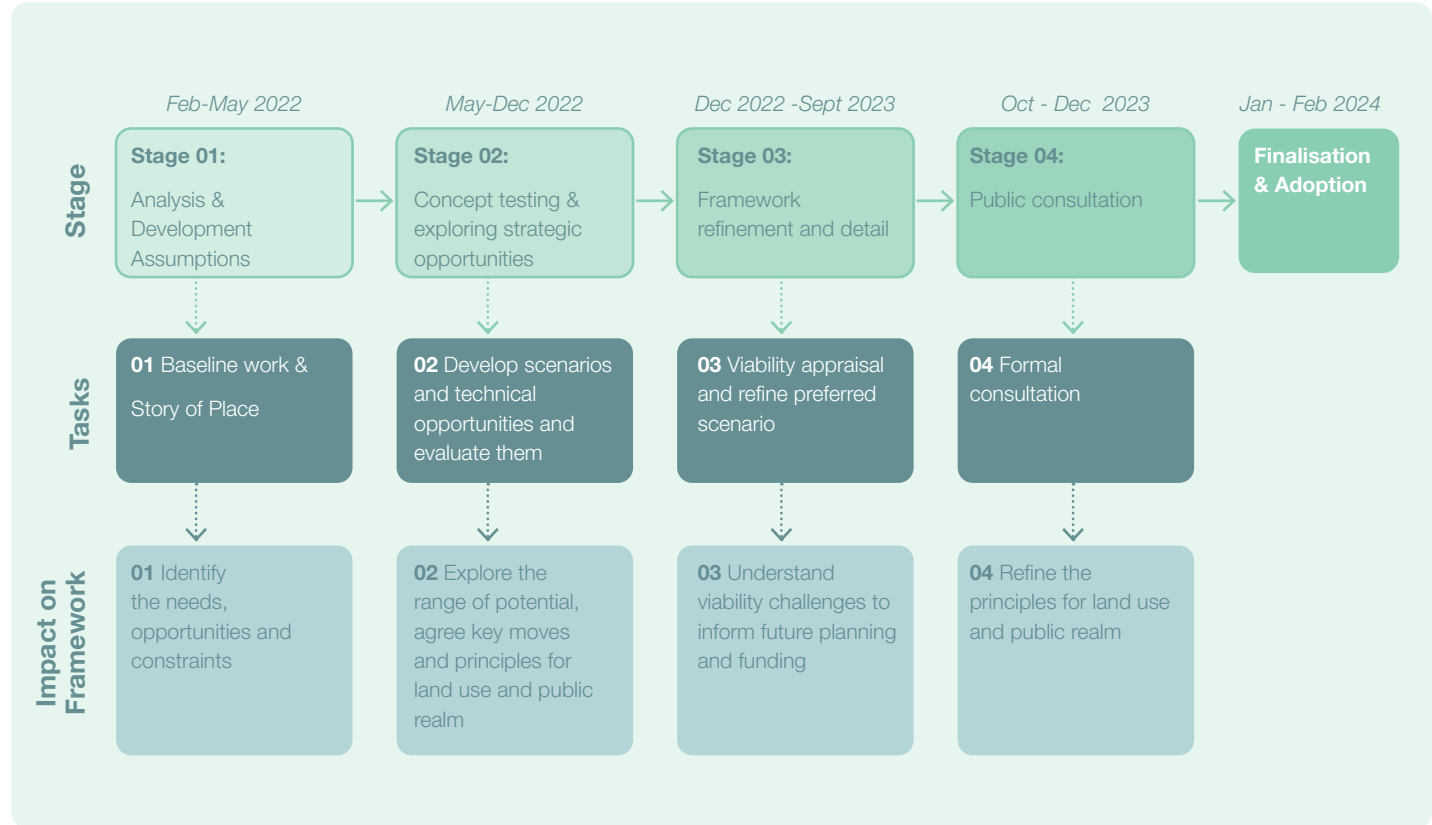 Feb-May 2022
May-Dec 2022
Dec 2022 -Sept 2023
Oct - Dec  2023
Jan - Feb 2024
Stage
Stage 01:
Analysis &
Development
Assumptions
Stage 02:
Concept testing &
exploring strategic
opportunities
Stage 03:
Framework
refinement and detail
Stage 04:
Public consultation
Finalisation
& Adoption
Tasks
01 Baseline work &
Story of Place
02 Develop scenarios
and technical
opportunities and
evaluate them
03 Viability appraisal
and refine preferred
scenario
04 Formal
consultation
Impact on
Framework
01 Identify
the needs,
opportunities and
constraints
02 Explore the
range of potential,
agree key moves
and principles for
land use and public
realm
03 Understand
viability challenges to
inform future planning
and funding
04 Refine the
principles for land use
and public realm